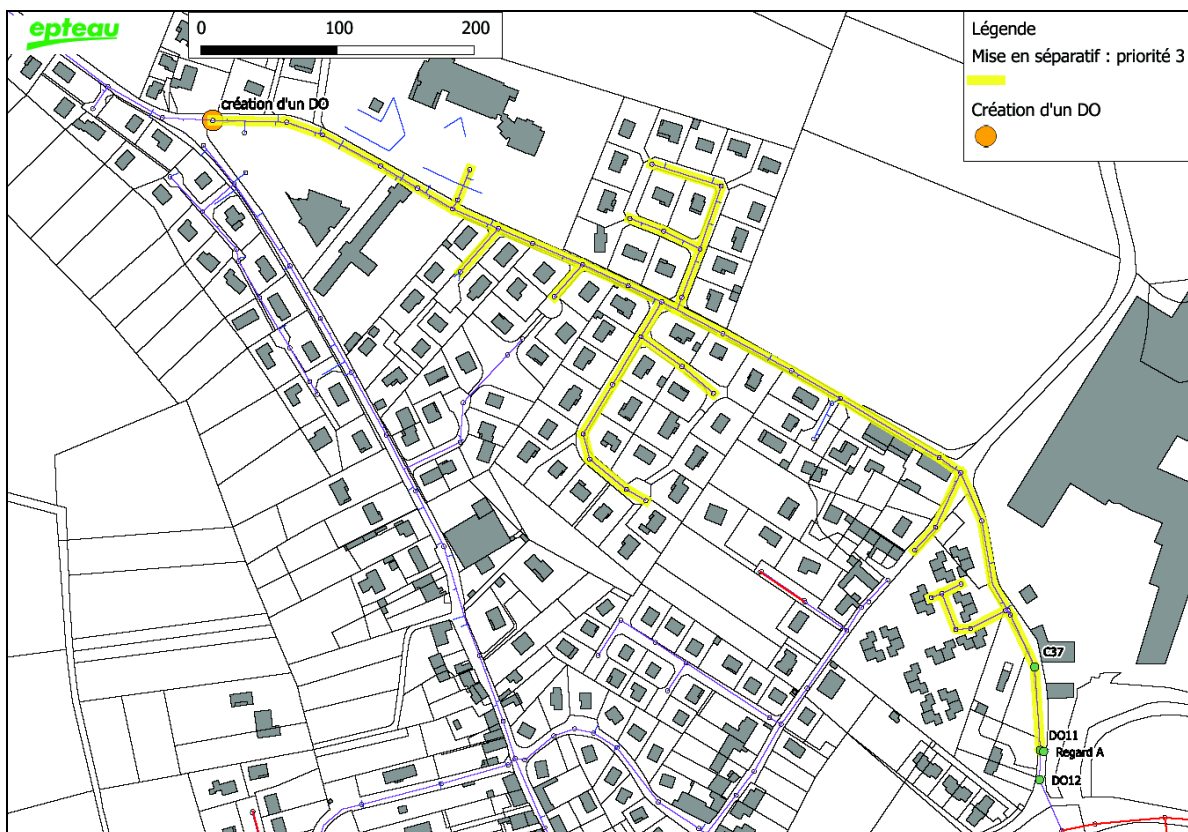 epteau
0 100 200
Légende
Mise en séparatif : priorité 3
Création d'un DO
création d'un DO
C37
DO11
Regard A
DO12